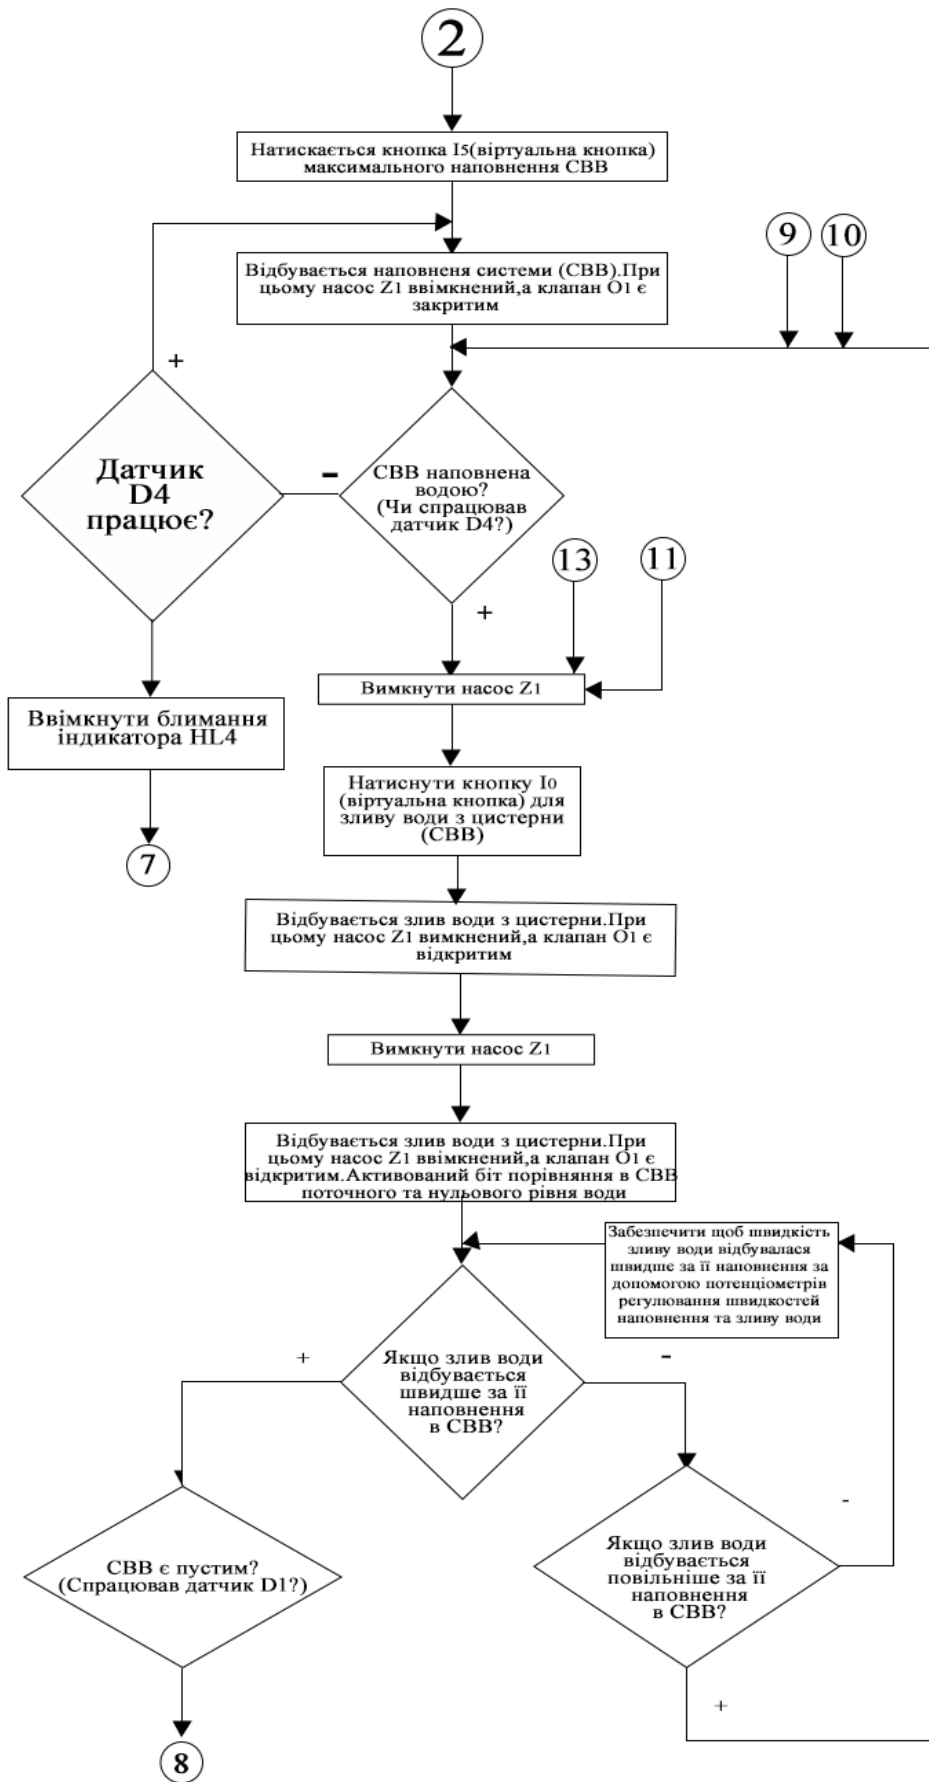 2
Натискається кнопка I5(віртуальна кнопка)
максимального наповнення СВВ
9
10
Відбувається наповненя системи (СВВ).При
цьому насос Z1 ввімкнений,а клапан O1 є
закритим
+
Датчик
D4
працює?
-
СВВ наповнена
водою?
(Чи спрацював
датчик D4?)
13
11
+
Вимкнути насос Z1
Ввімкнути блимання
індикатора HL4
7
Натиснути кнопку I0
(віртуальна кнопка) для
зливу води з цистерни
(СВВ)
Відбувається злив води з цистерни.При
цьому насос Z1 вимкнений,а клапан O1 є
відкритим
Вимкнути насос Z1
Відбувається злив води з цистерни.При
цьому насос Z1 ввімкнений,а клапан O1 є
відкритим.Активований біт порівняння в СВВ
поточного та нульового рівня води
Забезпечити щоб швидкість
зливу води відбувалася
швидше за її наповнення за
допомогою потенціометрів
регулювання швидкостей
наповнення та зливу води
+
Якщо злив води
відбувається
швидше за її
наповнення
в СВВ?
-
-
СВВ є пустим?
(Спрацював датчик D1?)
Якщо злив води
відбувається
повільніше за її
наповнення
в СВВ?
+
8